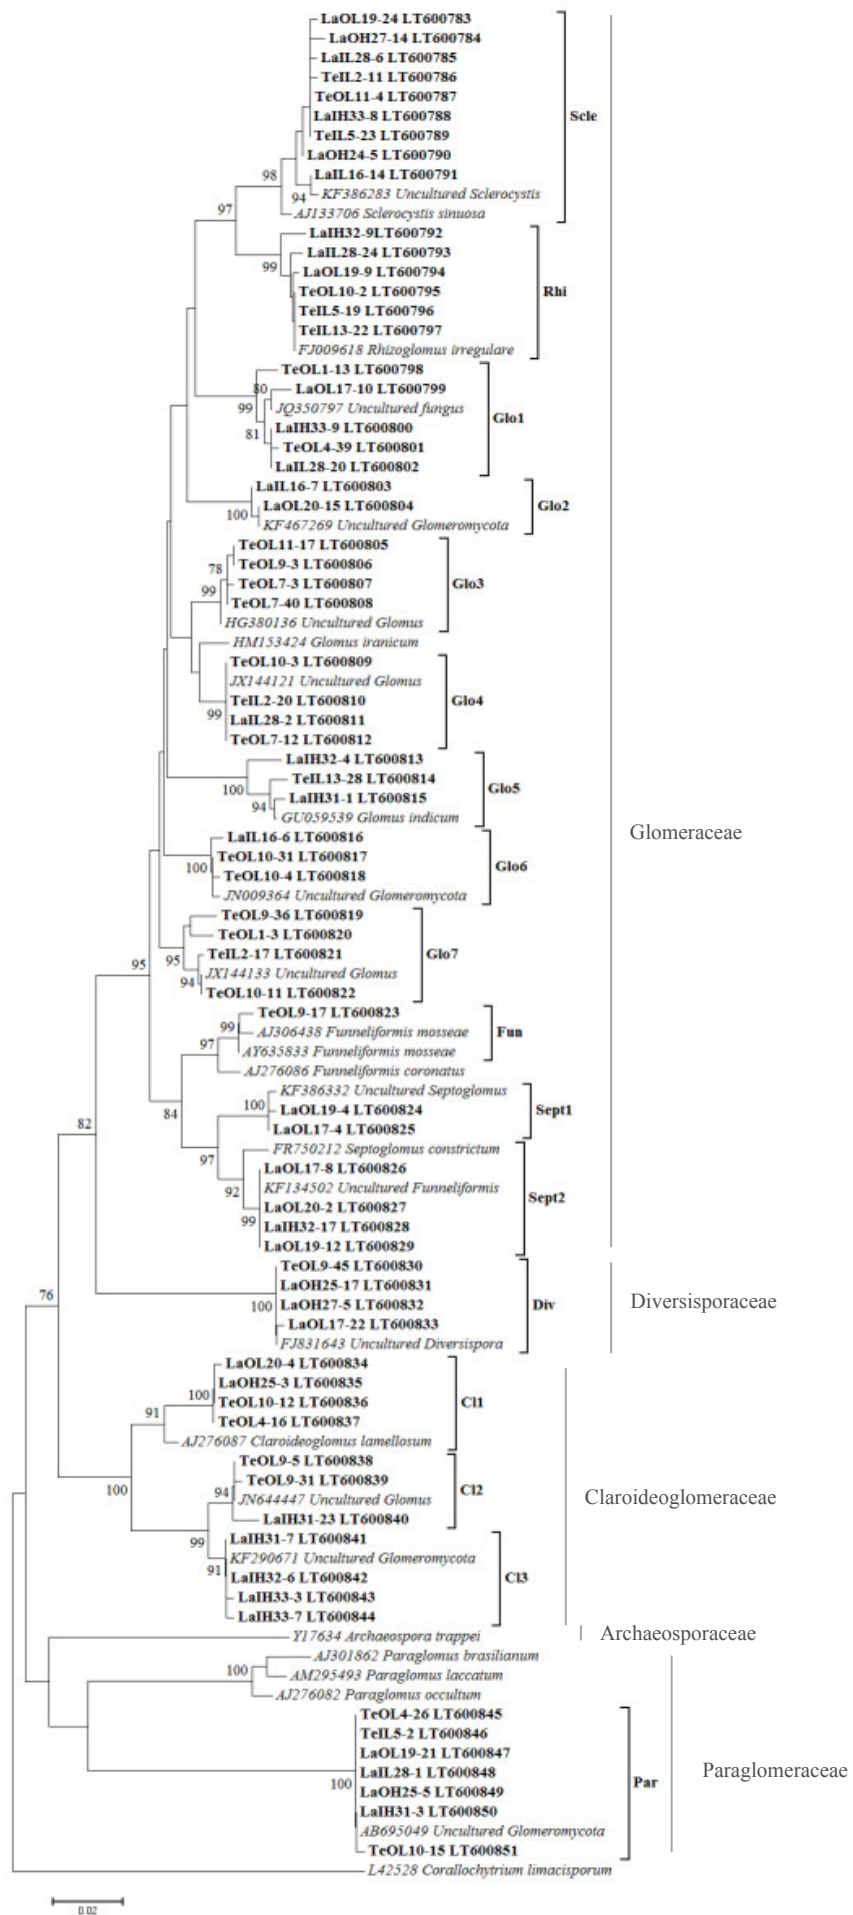 LaOL19-24 LT600783
LaOH27-14 LT600784
LaIL28-6 LT600785
TeIL2-11 LT600786
TeOL11-4 LT600787
LaIH33-8 LT600788
Scle
TeIL5-23 LT600789
LaOH24-5 LT600790
98
LaIL16-14 LT600791
94
KF386283 Uncultured Sclerocystis
97
AJ133706 Sclerocystis sinuosa
LaIH32-9LT600792
LaIL28-24 LT600793
99
LaOL19-9 LT600794
TeOL10-2 LT600795
Rhi
TeIL5-19 LT600796
TeIL13-22 LT600797
FJ009618 Rhizoglomus irregulare
TeOL1-13 LT600798
80
LaOL17-10 LT600799
99
JQ350797 Uncultured fungus
Glo1
81
LaIH33-9 LT600800
TeOL4-39 LT600801
LaIL28-20 LT600802
LaIL16-7 LT600803
LaOL20-15 LT600804
Glo2
100
KF467269 Uncultured Glomeromycota
TeOL11-17 LT600805
78
TeOL9-3 LT600806
99
TeOL7-3 LT600807
Glo3
TeOL7-40 LT600808
HG380136 Uncultured Glomus
HM153424 Glomus iranicum
TeOL10-3 LT600809
JX144121 Uncultured Glomus
TeIL2-20 LT600810
Glo4
99
LaIL28-2 LT600811
TeOL7-12 LT600812
LaIH32-4 LT600813
100
TeIL13-28 LT600814
Glo5
94
LaIH31-1 LT600815
GU059539 Glomus indicum
Glomeraceae
LaIL16-6 LT600816
TeOL10-31 LT600817
Glo6
100
TeOL10-4 LT600818
JN009364 Uncultured Glomeromycota
TeOL9-36 LT600819
TeOL1-3 LT600820
95
95
TeIL2-17 LT600821
Glo7
94
JX144133 Uncultured Glomus
TeOL10-11 LT600822
TeOL9-17 LT600823
99
AJ306438 Funneliformis mosseae
Fun
97
AY635833 Funneliformis mosseae
AJ276086 Funneliformis coronatus
84
KF386332 Uncultured Septoglomus
100
LaOL19-4 LT600824
Sept1
82
LaOL17-4 LT600825
97
FR750212 Septoglomus constrictum
LaOL17-8 LT600826
92
KF134502 Uncultured Funneliformis
Sept2
LaOL20-2 LT600827
99
LaIH32-17 LT600828
LaOL19-12 LT600829
TeOL9-45 LT600830
LaOH25-17 LT600831
76
100
LaOH27-5 LT600832
Div
Diversisporaceae
LaOL17-22 LT600833
FJ831643 Uncultured Diversispora
LaOL20-4 LT600834
LaOH25-3 LT600835
100
TeOL10-12 LT600836
Cl1
91
TeOL4-16 LT600837
AJ276087 Claroideoglomus lamellosum
TeOL9-5 LT600838
94
TeOL9-31 LT600839
Cl2
100
JN644447 Uncultured Glomus
Claroideoglomeraceae
LaIH31-23 LT600840
99
LaIH31-7 LT600841
91
KF290671 Uncultured Glomeromycota
LaIH32-6 LT600842
Cl3
LaIH33-3 LT600843
LaIH33-7 LT600844
Y17634 Archaeospora trappei
Archaeosporaceae
AJ301862 Paraglomus brasilianum
100
AM295493 Paraglomus laccatum
AJ276082 Paraglomus occultum
TeOL4-26 LT600845
TeIL5-2 LT600846
LaOL19-21 LT600847
LaIL28-1 LT600848
Paraglomeraceae
100
LaOH25-5 LT600849
Par
LaIH31-3 LT600850
AB695049 Uncultured Glomeromycota
TeOL10-15 LT600851
L42528 Corallochytrium limacisporum
0.02